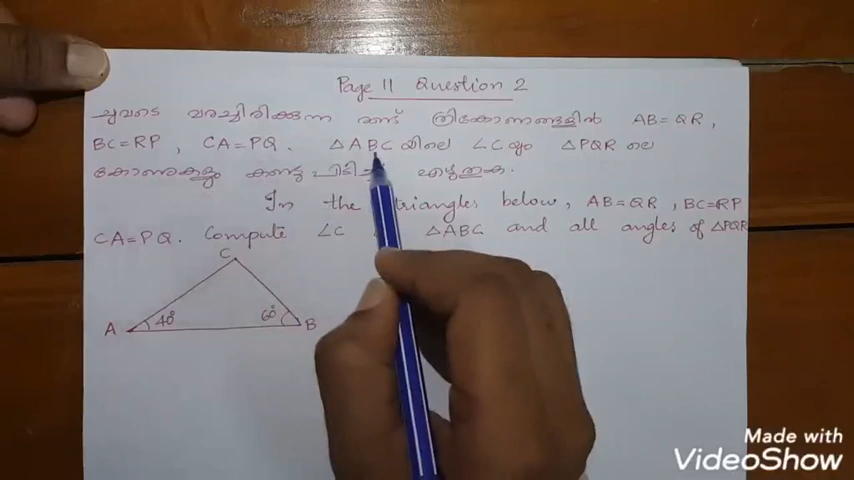 Page 11 Question 2
ചുവടെ വരച്ചിരിക്കുന്ന രണ്ട് ത്രികോണങ്ങളിൽ AB=QR,
BC=RP, CA=PQ. △ABC യിലെ ∠C യും △PQR ലെ
കോണുകളും കണ്ടു എഴുതുക.
In the triangles below, AB=QR, BC=RP
CA=PQ. Compute ∠C △ABC and all angles of △PQR
C
A 40° 60° B
Made with
VideoShow